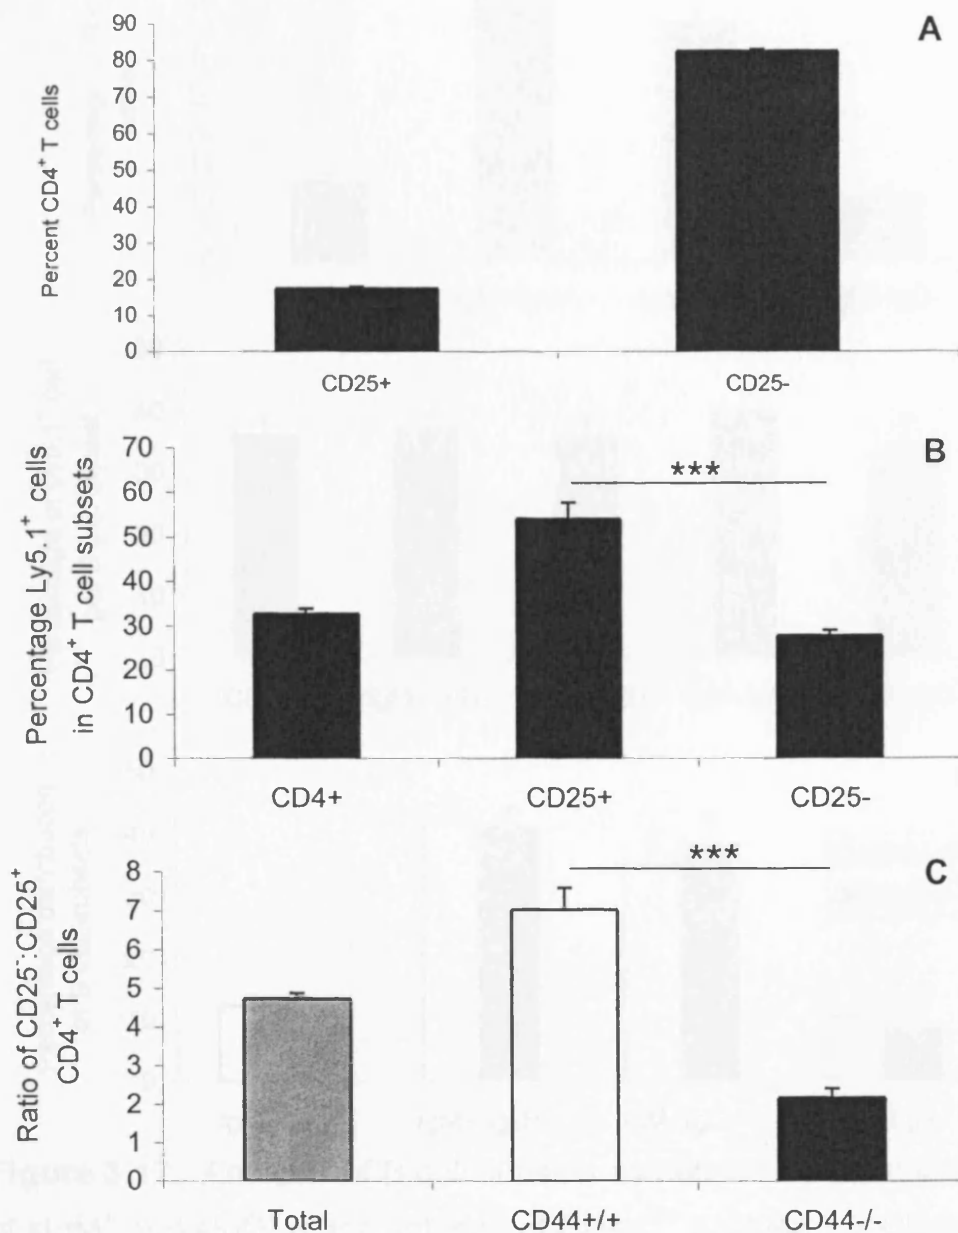 A
Percent CD4⁺ T cells
90
80
70
60
50
40
30
20
10
0
CD25+ CD25-
B
Percentage Ly5.1⁺ cells
in CD4⁺ T cell subsets
70
60
50
40
30
20
10
0
***
CD4+ CD25+ CD25-
C
Ratio of CD25⁻:CD25⁺
CD4⁺ T cells
8
7
6
5
4
3
2
1
0
***
Total CD44+/+ CD44-/-